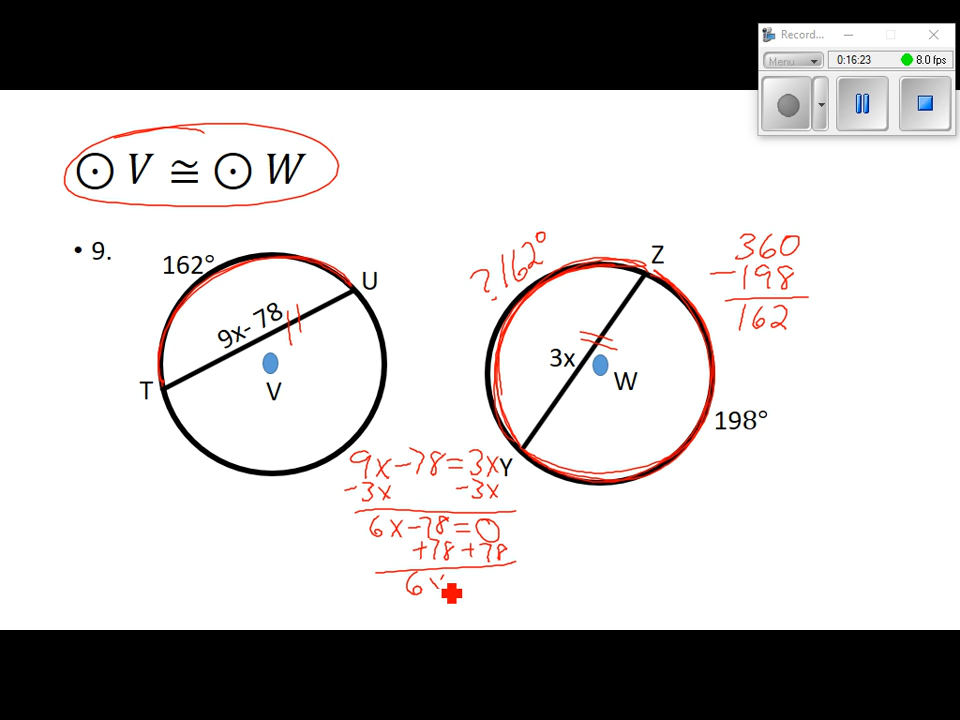 Record...
Menu
0:16:23
8.0 fps
⊙ V ≅ ⊙ W
• 9.
162°
U
9x- 78
T
V
?162°
Z
3x
W
198°
Y
360
-198
162
9x-78=3x
-3x -3x
6x-78=0
+78 +78
6x